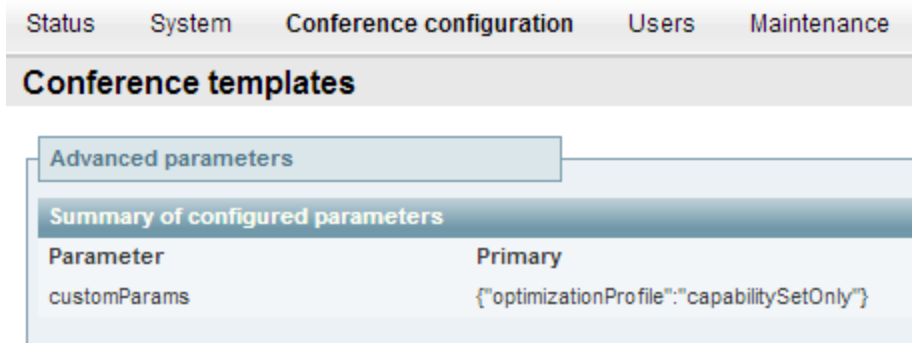 Status System Conference configuration Users Maintenance
Conference templates
Advanced parameters
Summary of configured parameters
Parameter Primary
customParams {"optimizationProfile":"capabilitySetOnly"}